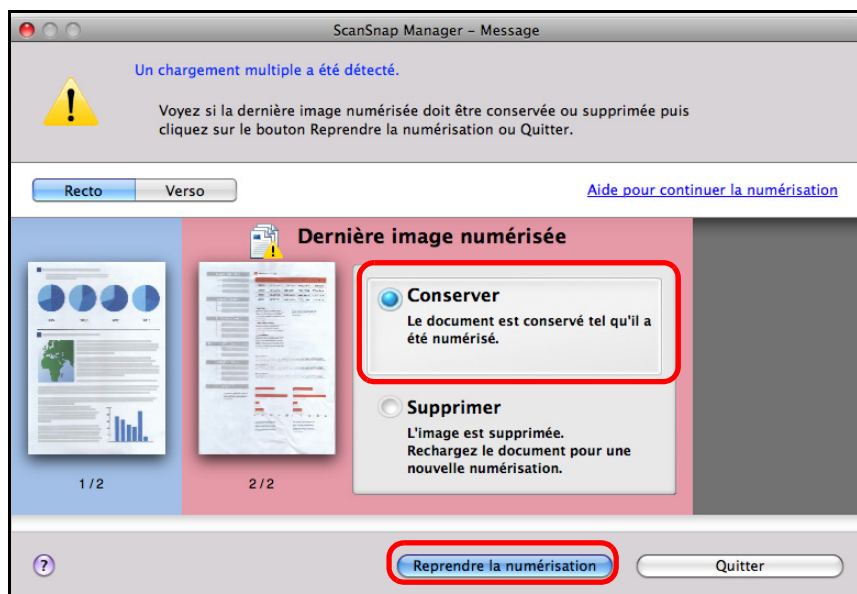 ScanSnap Manager – Message
Un chargement multiple a été détecté.
Voyez si la dernière image numérisée doit être conservée ou supprimée puis
cliquez sur le bouton Reprendre la numérisation ou Quitter.
Recto
Verso
Aide pour continuer la numérisation
Dernière image numérisée
Conserver
Le document est conservé tel qu'il a
été numérisé.
Supprimer
L'image est supprimée.
Rechargez le document pour une
nouvelle numérisation.
1/2
2/2
?
Reprendre la numérisation
Quitter